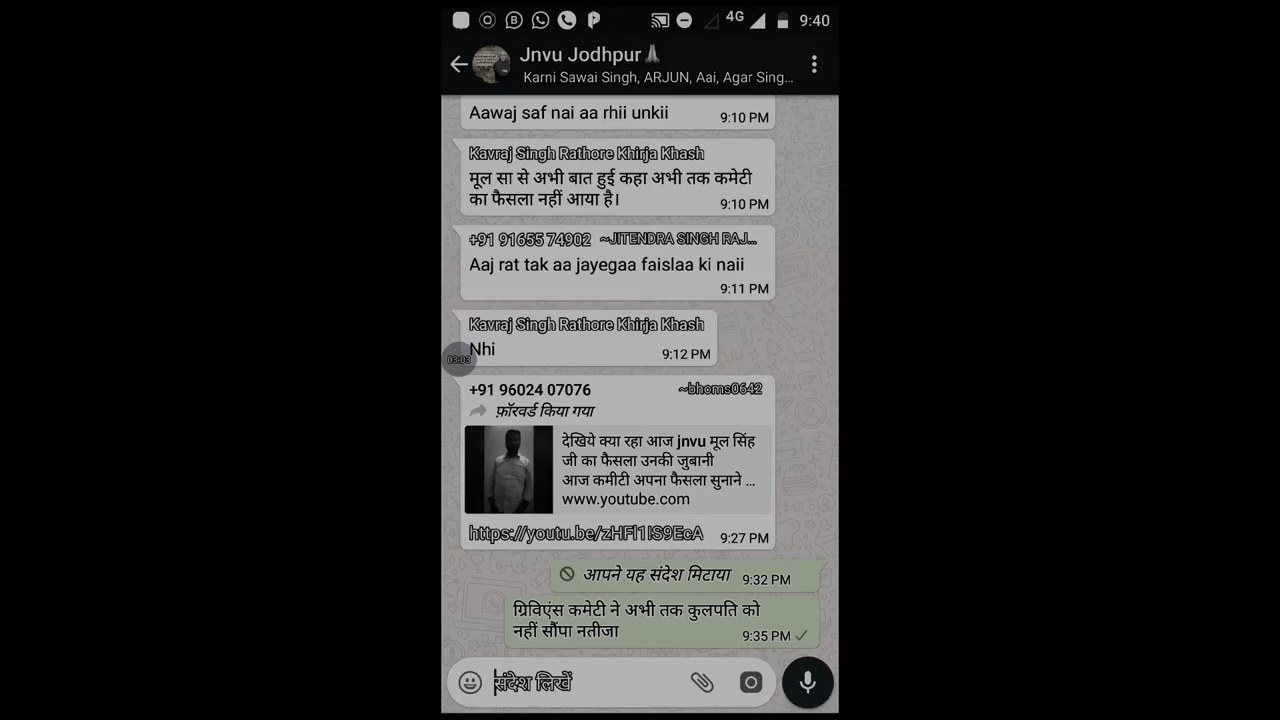 4G 9:40
Jnvu Jodhpur🙏
Karni Sawai Singh, ARJUN, Aai, Agar Sing...
Aawaj saf nai aa rhii unkii
9:10 PM
Kavraj Singh Rathore Khirja Khash
मूल सा से अभी बात हुई कहा अभी तक कमेटी
का फैसला नहीं आया है।
9:10 PM
+91 91655 74902 ~JITENDRA SINGH RAJ...
Aaj rat tak aa jayegaa faislaa ki naii
9:11 PM
Kavraj Singh Rathore Khirja Khash
Nhi
9:12 PM
03:03
+91 96024 07076 ~bhoms0642
फ़ॉरवर्ड किया गया
देखिये क्या रहा आज jnvu मूल सिंह
जी का फैसला उनकी जुबानी
आज कमीटी अपना फैसला सुनाने ...
www.youtube.com
https://youtu.be/zHFl1lS9EcA 9:27 PM
आपने यह संदेश मिटाया 9:32 PM
ग्रिविएंस कमेटी ने अभी तक कुलपति को
नहीं सौंपा नतीजा
9:35 PM
संदेश लिखें